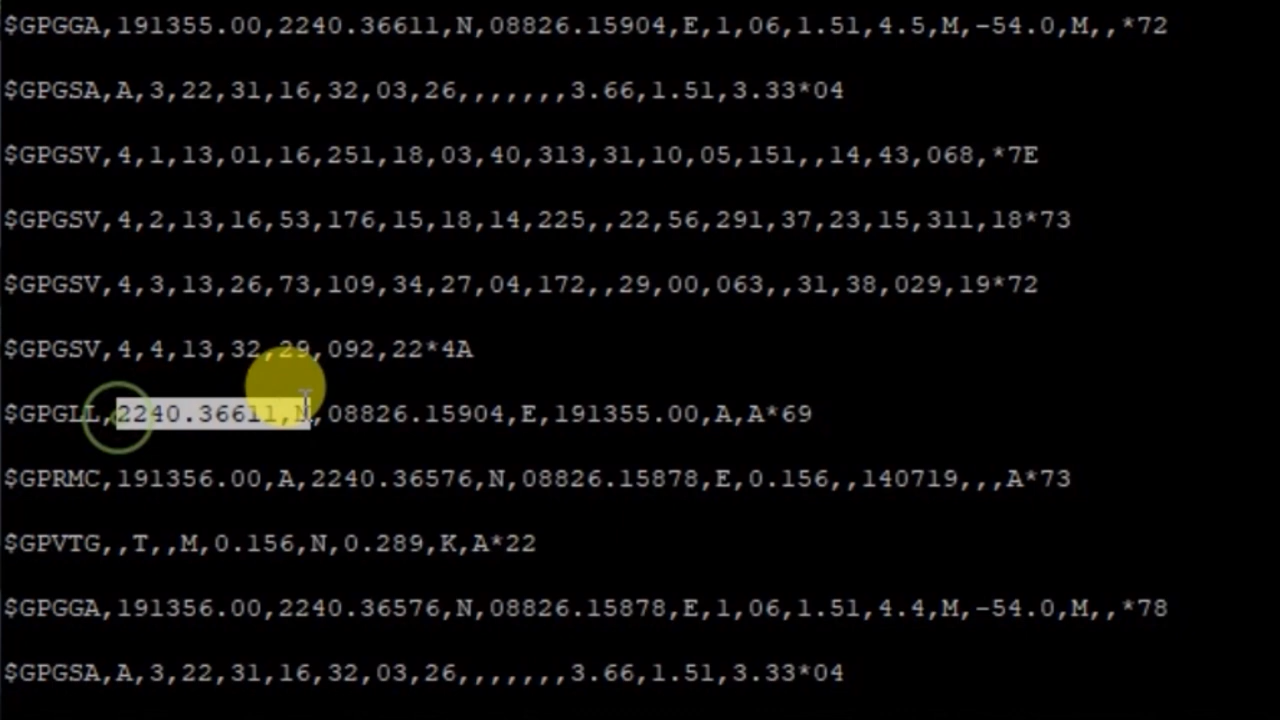 $GPGGA,191355.00,2240.36611,N,08826.15904,E,1,06,1.51,4.5,M,-54.0,M,,*72
$GPGSA,A,3,22,31,16,32,03,26,,,,,,,3.66,1.51,3.33*04
$GPGSV,4,1,13,01,16,251,18,03,40,313,31,10,05,151,,14,43,068,*7E
$GPGSV,4,2,13,16,53,176,15,18,14,225,,22,56,291,37,23,15,311,18*73
$GPGSV,4,3,13,26,73,109,34,27,04,172,,29,00,063,,31,38,029,19*72
$GPGSV,4,4,13,32,29,092,22*4A
$GPGLL,2240.36611,N,08826.15904,E,191355.00,A,A*69
$GPRMC,191356.00,A,2240.36576,N,08826.15878,E,0.156,,140719,,,A*73
$GPVTG,,T,,M,0.156,N,0.289,K,A*22
$GPGGA,191356.00,2240.36576,N,08826.15878,E,1,06,1.51,4.4,M,-54.0,M,,*78
$GPGSA,A,3,22,31,16,32,03,26,,,,,,,3.66,1.51,3.33*04